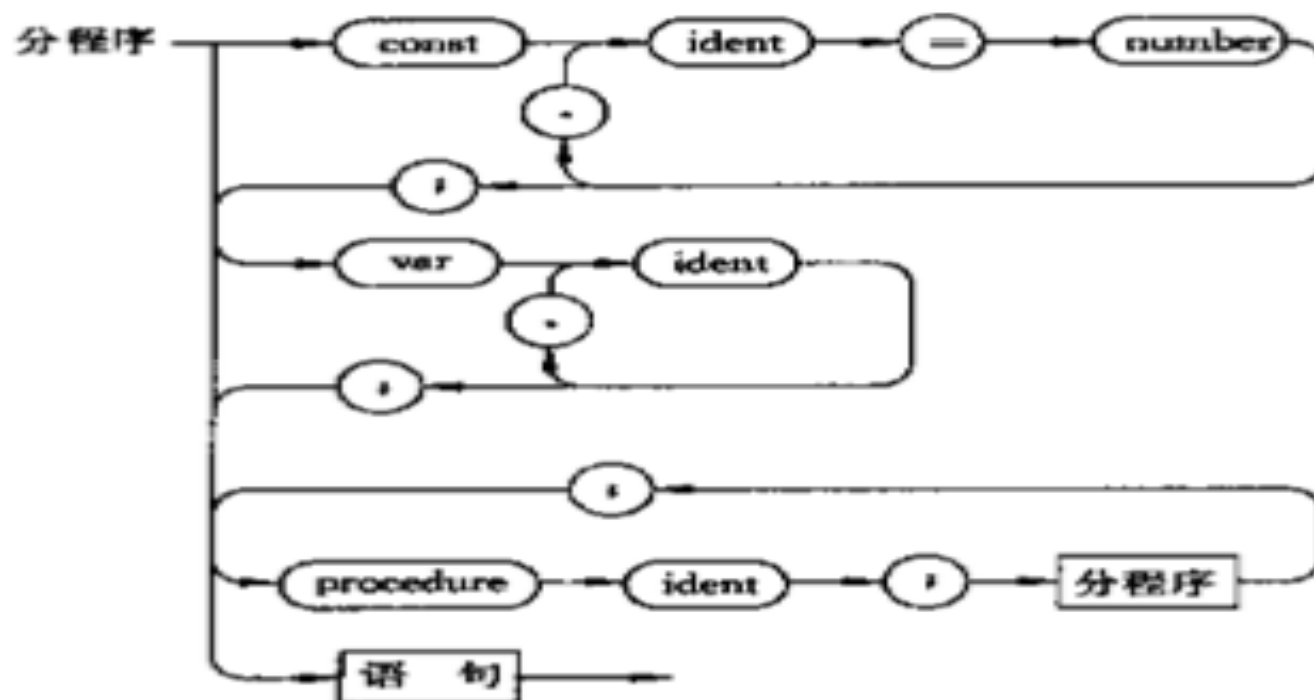 分程序 const ident = number
,
;
var ident
,
;
;
procedure ident ; 分程序
语 句